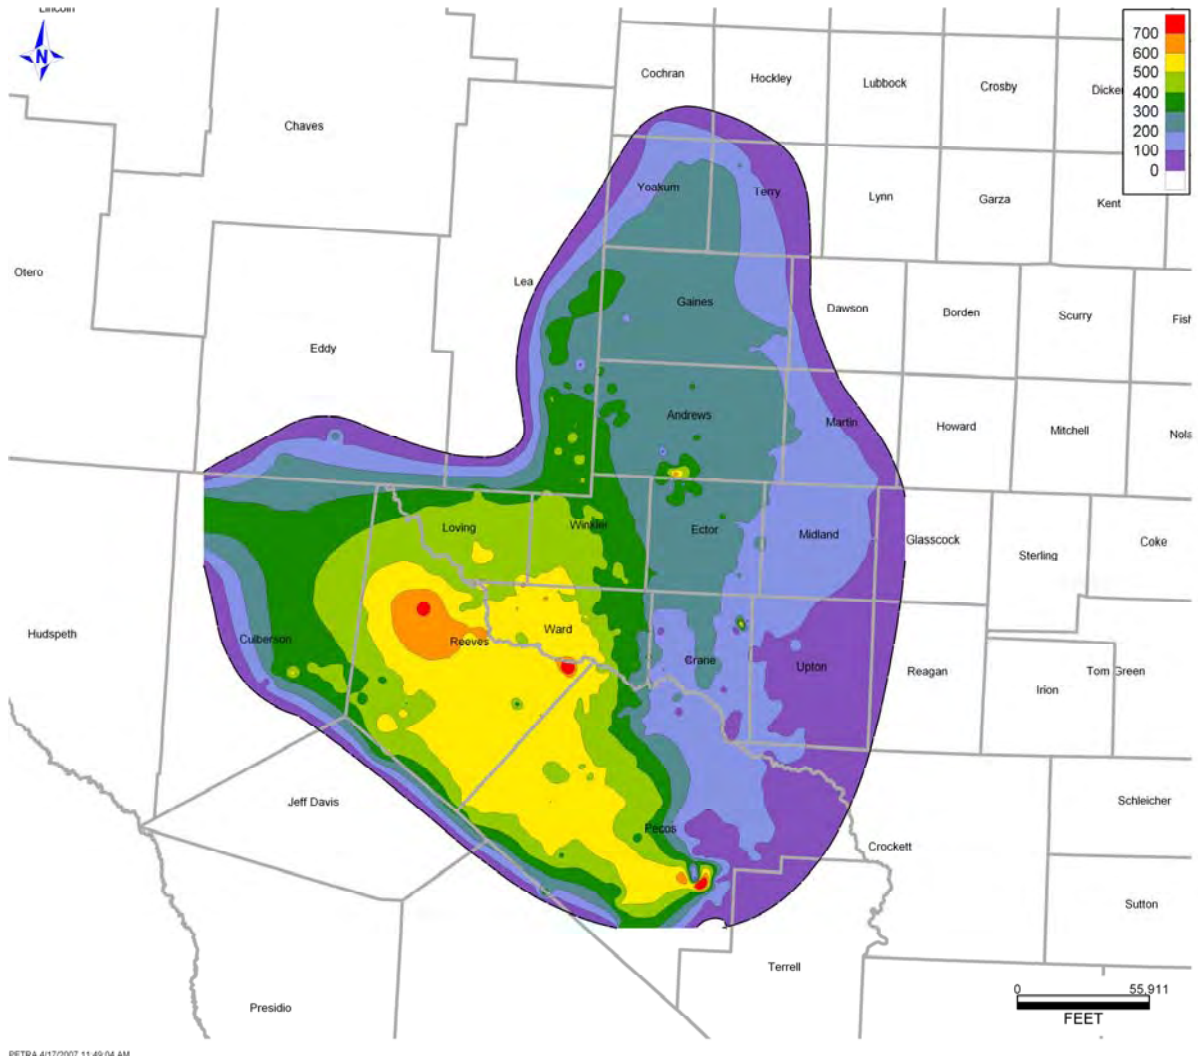 Lincoln
N
700
600
500
400
300
200
100
0
Cochran
Hockley
Lubbock
Crosby
Dicke
Chaves
Yoakum
Terry
Lynn
Garza
Kent
Otero
Lea
Gaines
Dawson
Borden
Scurry
Fish
Eddy
Andrews
Martin
Howard
Mitchell
Nola
Loving
Winkler
Ector
Midland
Glasscock
Sterling
Coke
Hudspeth
Culberson
Reeves
Ward
Crane
Upton
Reagan
Irion
Tom Green
Jeff Davis
Pecos
Crockett
Schleicher
Sutton
Terrell
Presidio
0 55,911
FEET
PETRA 4/17/2007 11:49:04 AM